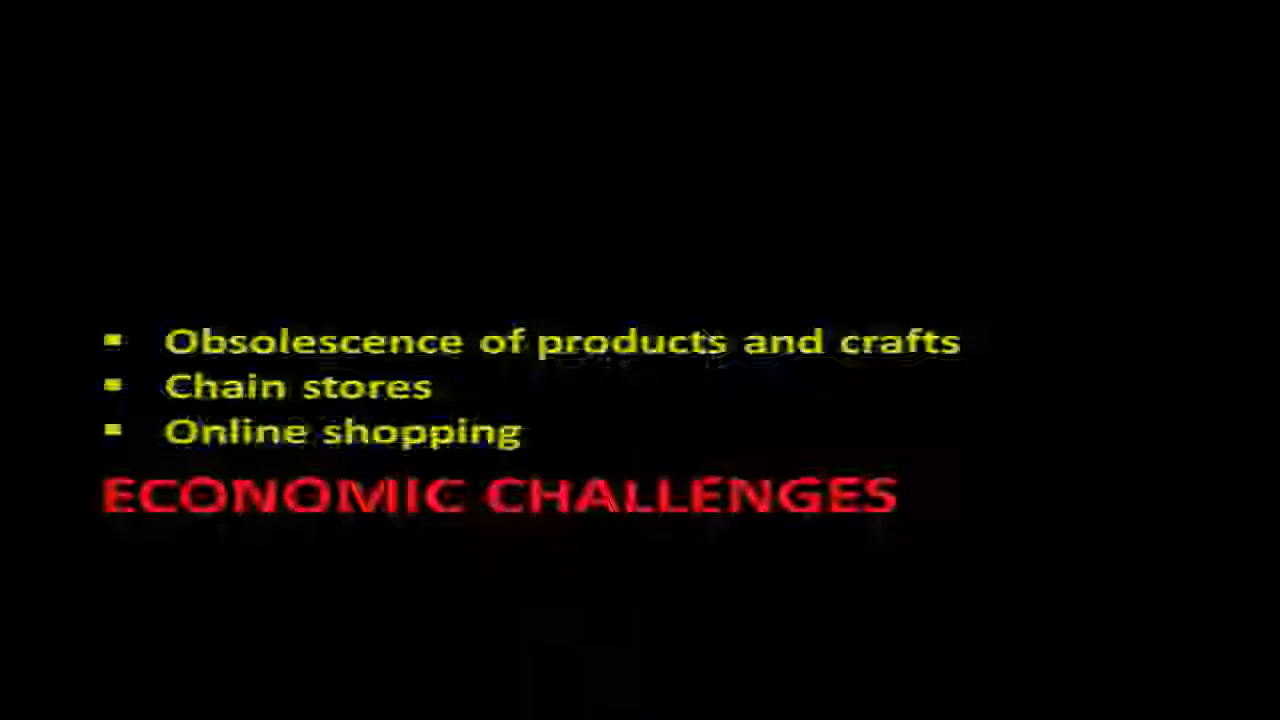 ▪ Obsolescence of products and crafts
▪ Chain stores
▪ Online shopping
ECONOMIC CHALLENGES